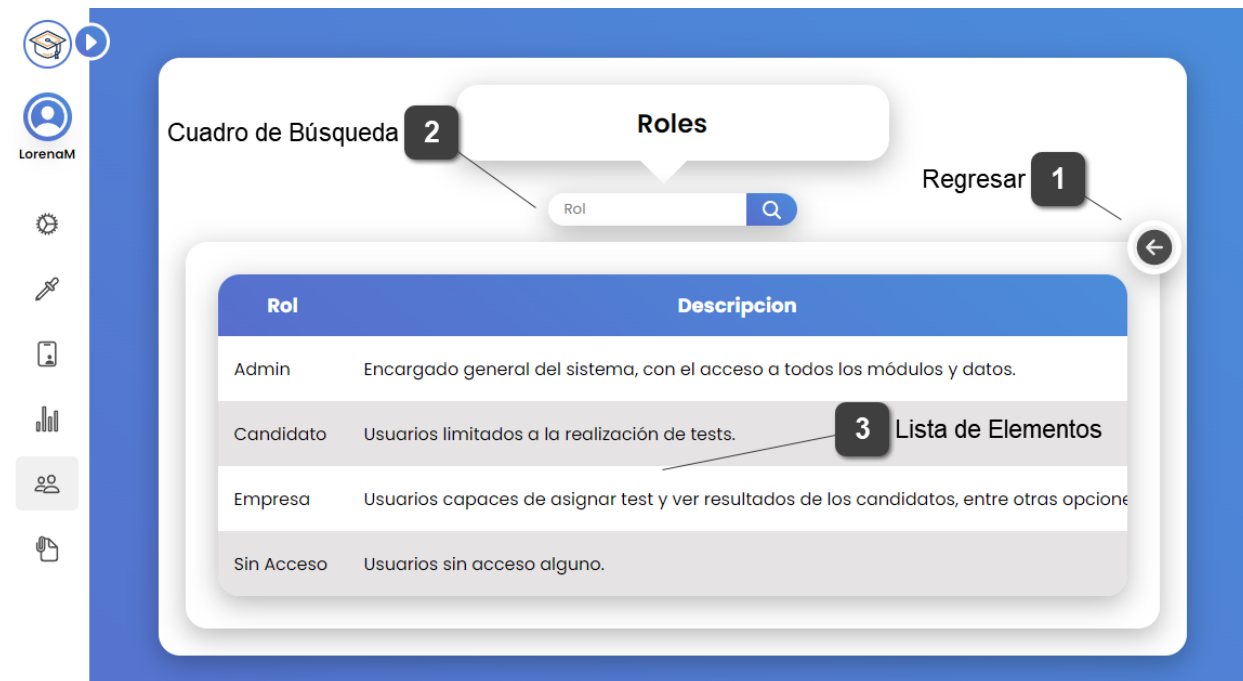 LorenaM
Roles
Cuadro de Búsqueda 2
Regresar 1
Rol
Rol Descripcion
Admin Encargado general del sistema, con el acceso a todos los módulos y datos.
Candidato Usuarios limitados a la realización de tests.
3 Lista de Elementos
Empresa Usuarios capaces de asignar test y ver resultados de los candidatos, entre otras opcione
Sin Acceso Usuarios sin acceso alguno.